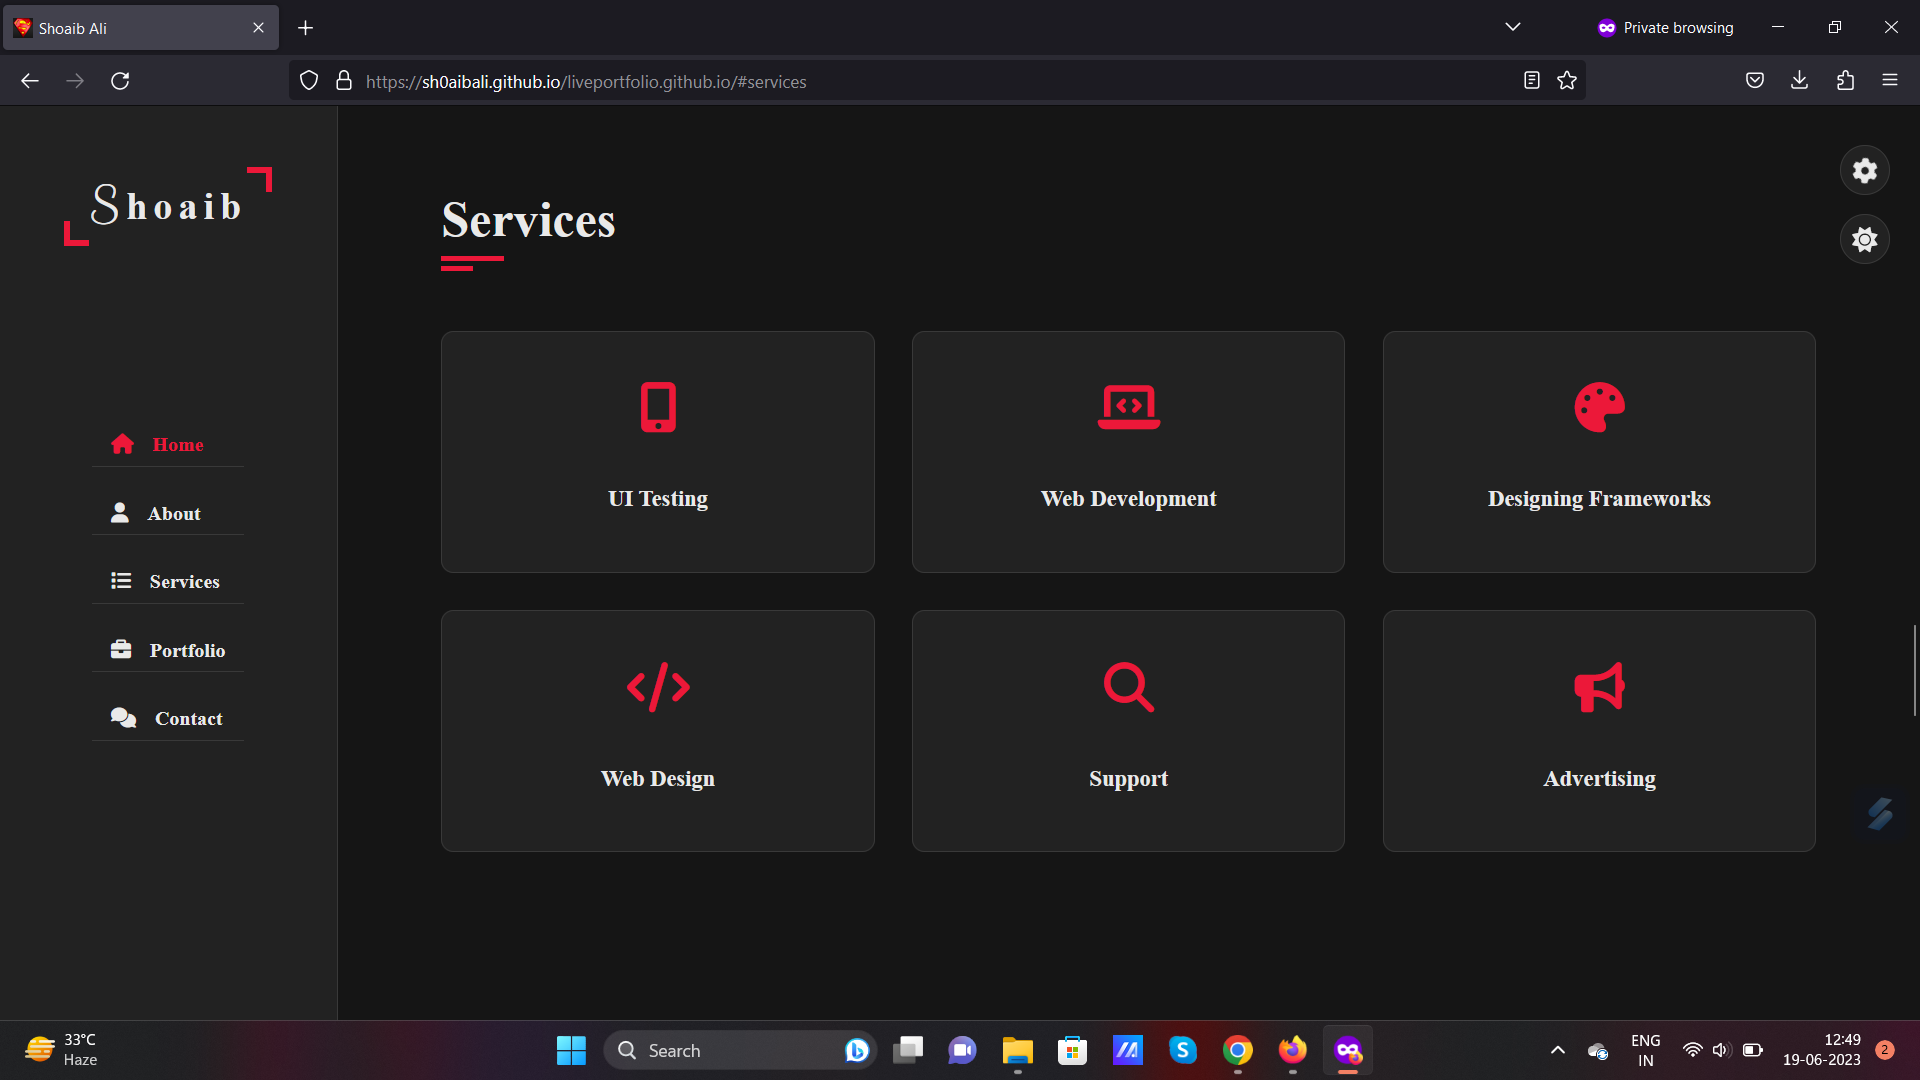 Shoaib Ali
Private browsing
https://sh0aibali.github.io/liveportfolio.github.io/#services
Shoaib
Home
About
Services
Portfolio
Contact
Services
UI Testing
Web Development
Designing Frameworks
Web Design
Support
Advertising
33°C
Haze
Search
ENG
IN
12:49
19-06-2023
2